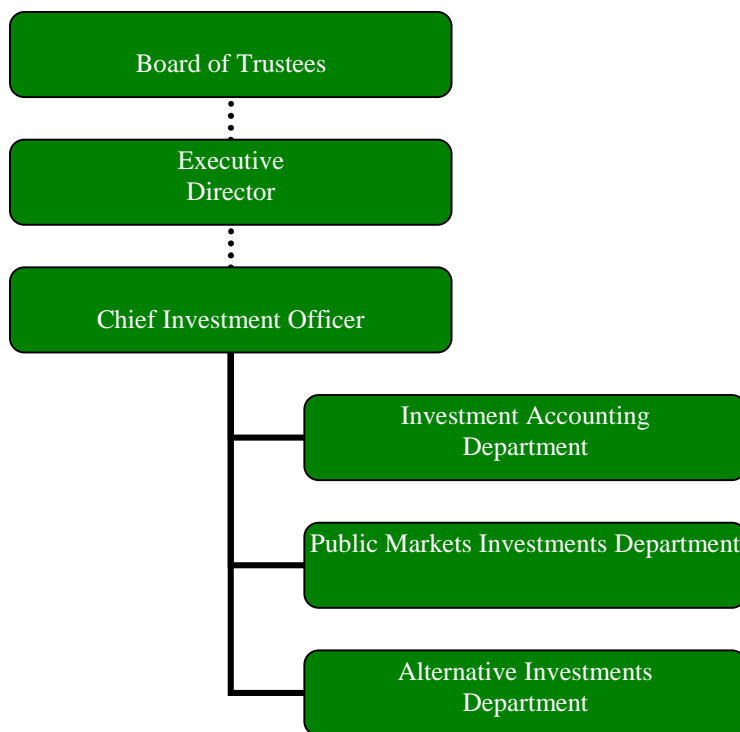 Board of Trustees
Executive
Director
Chief Investment Officer
Investment Accounting
Department
Public Markets Investments Department
Alternative Investments
Department